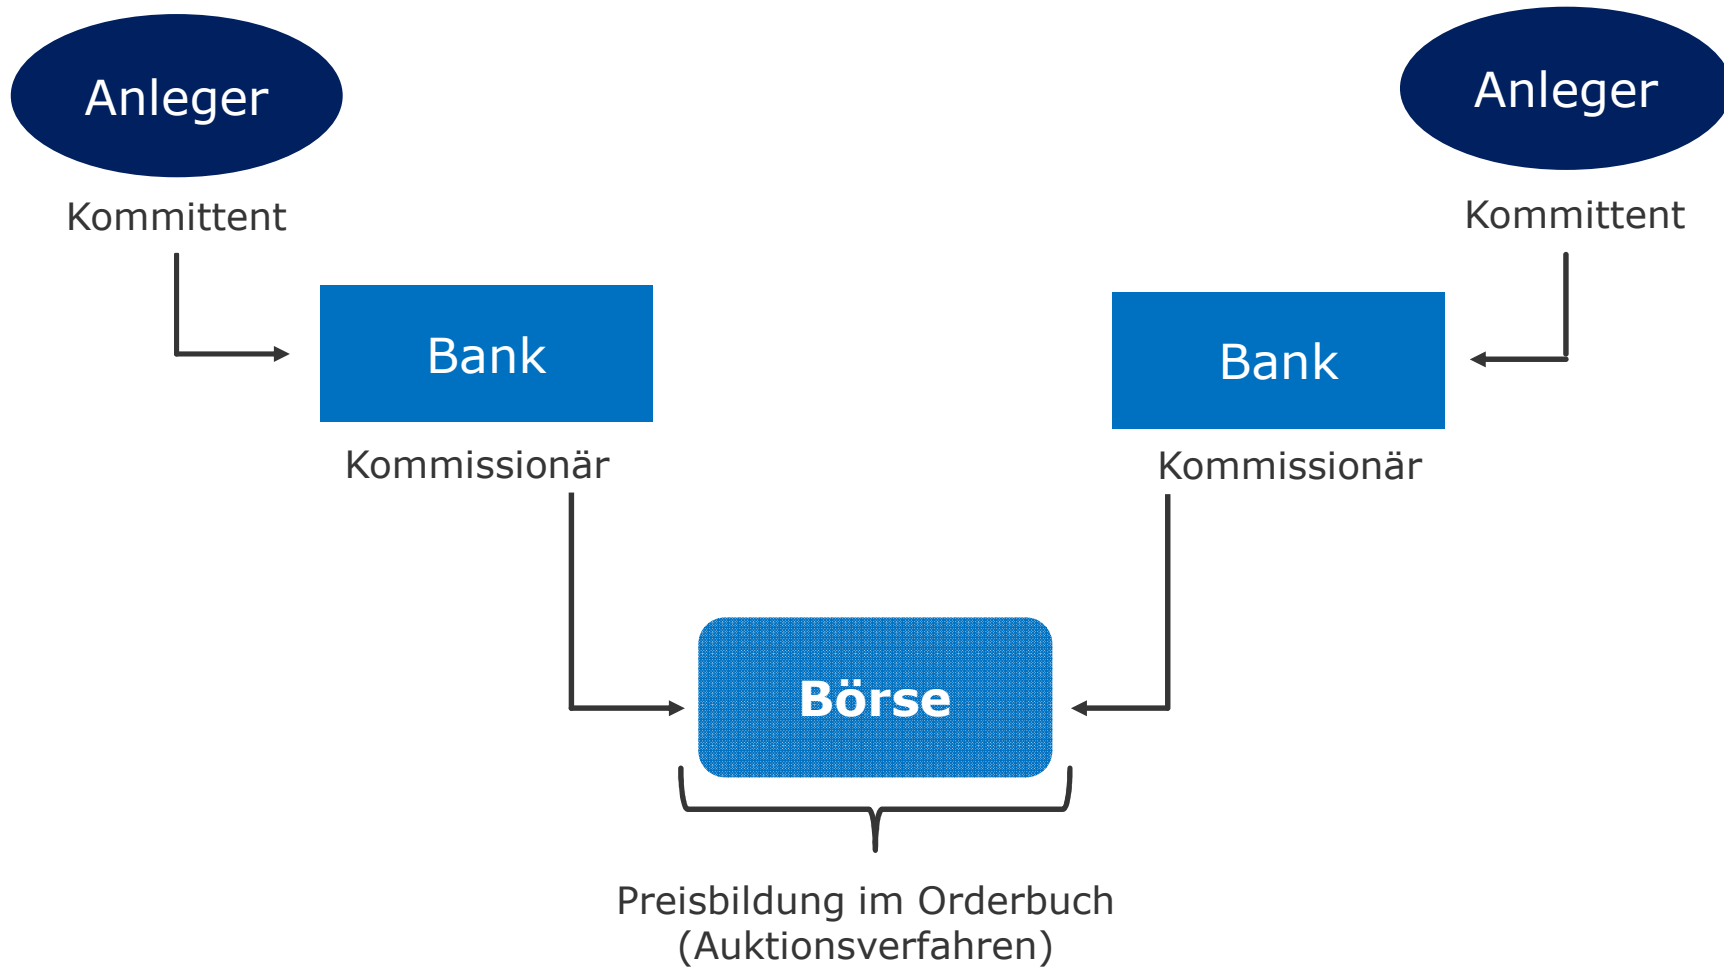 Anleger
Anleger
Kommittent
Kommittent
Bank
Bank
Kommissionär
Kommissionär
Börse
Preisbildung im Orderbuch
(Auktionsverfahren)